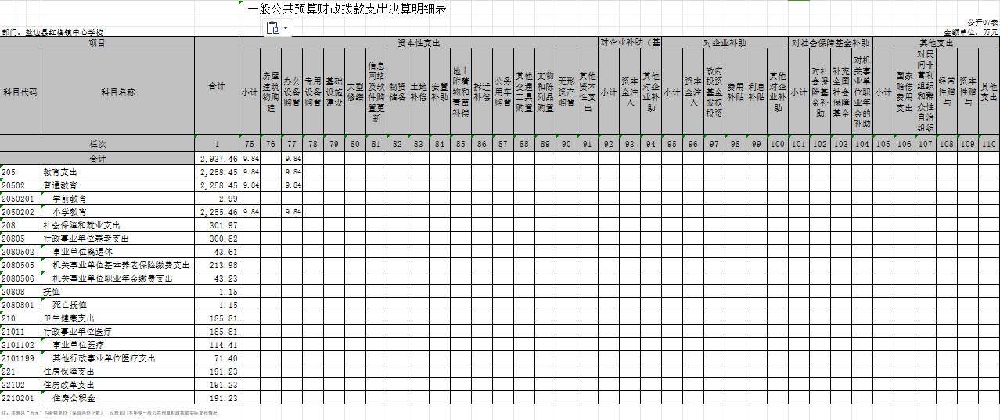 一般公共预算财政拨款支出决算明细表
公开07表
部门：盐边县红格镇中心学校 金额单位：万元
项目 合计 资本性支出 对企业补助（基 对企业补助 对社会保障基金补助 其他支出
科目代码 科目名称 小计 房屋建筑物购建 办公设备购置 专用设备购置 基础设施建设 大型修缮 信息网络及软件购置更新 物资储备 土地补偿 安置补助 地上附着物和青苗补偿 拆迁补偿 公务用车购置 其他交通工具购置 文物和陈列品购置 无形资产购置 其他资本性支出 小计 资本金注入 其他对企业补助 小计 资本金注入 政府投资基金股权投资 费用补贴 利息补贴 其他对企业补助 小计 对社会保险基金补助 补充全国社会保障基金 对机关事业单位职业年金的补助 小计 国家赔偿费用支出 对民间非营利组织和群众性自治组织 经常性赠与 资本性赠与 其他支出
栏次 1 75 76 77 78 79 80 81 82 83 84 85 86 87 88 89 90 91 92 93 94 95 96 97 98 99 100 101 102 103 104 105 106 107 108 109 110
合计 2,937.46 9.84 9.84
205 教育支出 2,258.45 9.84 9.84
20502 普通教育 2,258.45 9.84 9.84
2050201 学前教育 2.99
2050202 小学教育 2,255.46 9.84 9.84
208 社会保障和就业支出 301.97
20805 行政事业单位养老支出 300.82
2080502 事业单位离退休 43.61
2080505 机关事业单位基本养老保险缴费支出 213.98
2080506 机关事业单位职业年金缴费支出 43.23
20808 抚恤 1.15
2080801 死亡抚恤 1.15
210 卫生健康支出 185.81
21011 行政事业单位医疗 185.81
2101102 事业单位医疗 114.41
2101199 其他行政事业单位医疗支出 71.40
221 住房保障支出 191.23
22102 住房改革支出 191.23
2210201 住房公积金 191.23
注：本表以“万元”为金额单位（保留两位小数），反映部门本年度一般公共预算财政拨款实际支出情况。